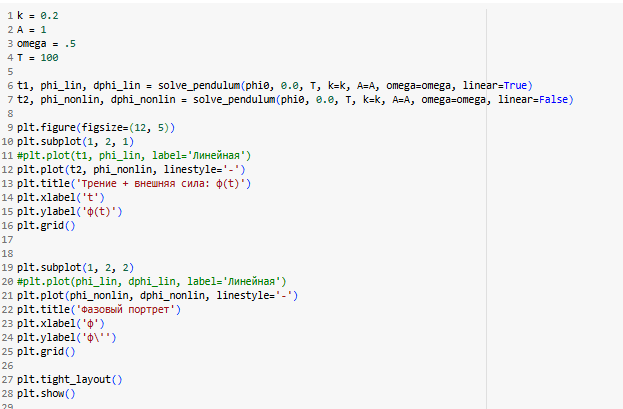 1 k = 0.2
2 A = 1
3 omega = .5
4 T = 100
5
6 t1, phi_lin, dphi_lin = solve_pendulum(phi0, 0.0, T, k=k, A=A, omega=omega, linear=True)
7 t2, phi_nonlin, dphi_nonlin = solve_pendulum(phi0, 0.0, T, k=k, A=A, omega=omega, linear=False)
8
9 plt.figure(figsize=(12, 5))
10 plt.subplot(1, 2, 1)
11 #plt.plot(t1, phi_lin, label='Линейная')
12 plt.plot(t2, phi_nonlin, linestyle='-')
13 plt.title('Трение + внешняя сила: ϕ(t)')
14 plt.xlabel('t')
15 plt.ylabel('ϕ(t)')
16 plt.grid()
17
18
19 plt.subplot(1, 2, 2)
20 #plt.plot(phi_lin, dphi_lin, label='Линейная')
21 plt.plot(phi_nonlin, dphi_nonlin, linestyle='-')
22 plt.title('Фазовый портрет')
23 plt.xlabel('ϕ')
24 plt.ylabel('ϕ\'')
25 plt.grid()
26
27 plt.tight_layout()
28 plt.show()
29